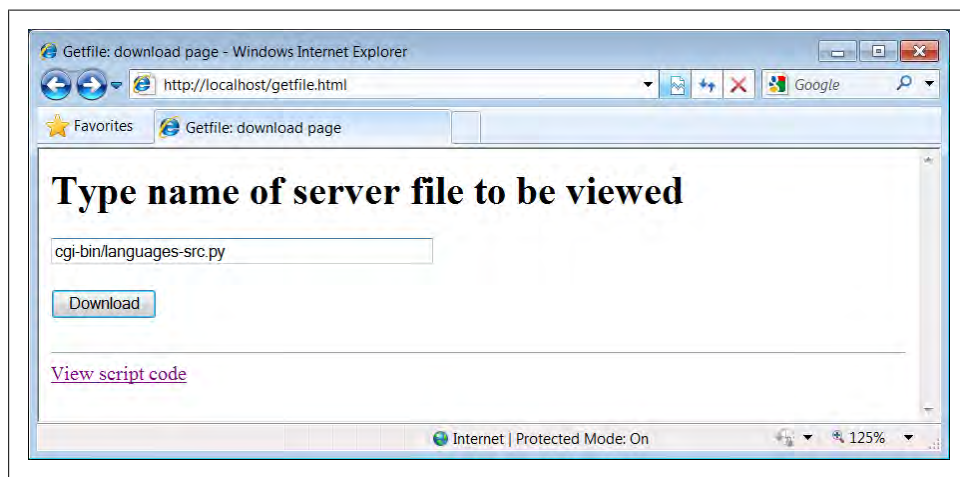 Getfile: download page - Windows Internet Explorer
http://localhost/getfile.html
Google
Favorites
Getfile: download page
Type name of server file to be viewed
cgi-bin/languages-src.py
Download
View script code
Internet | Protected Mode: On
125%